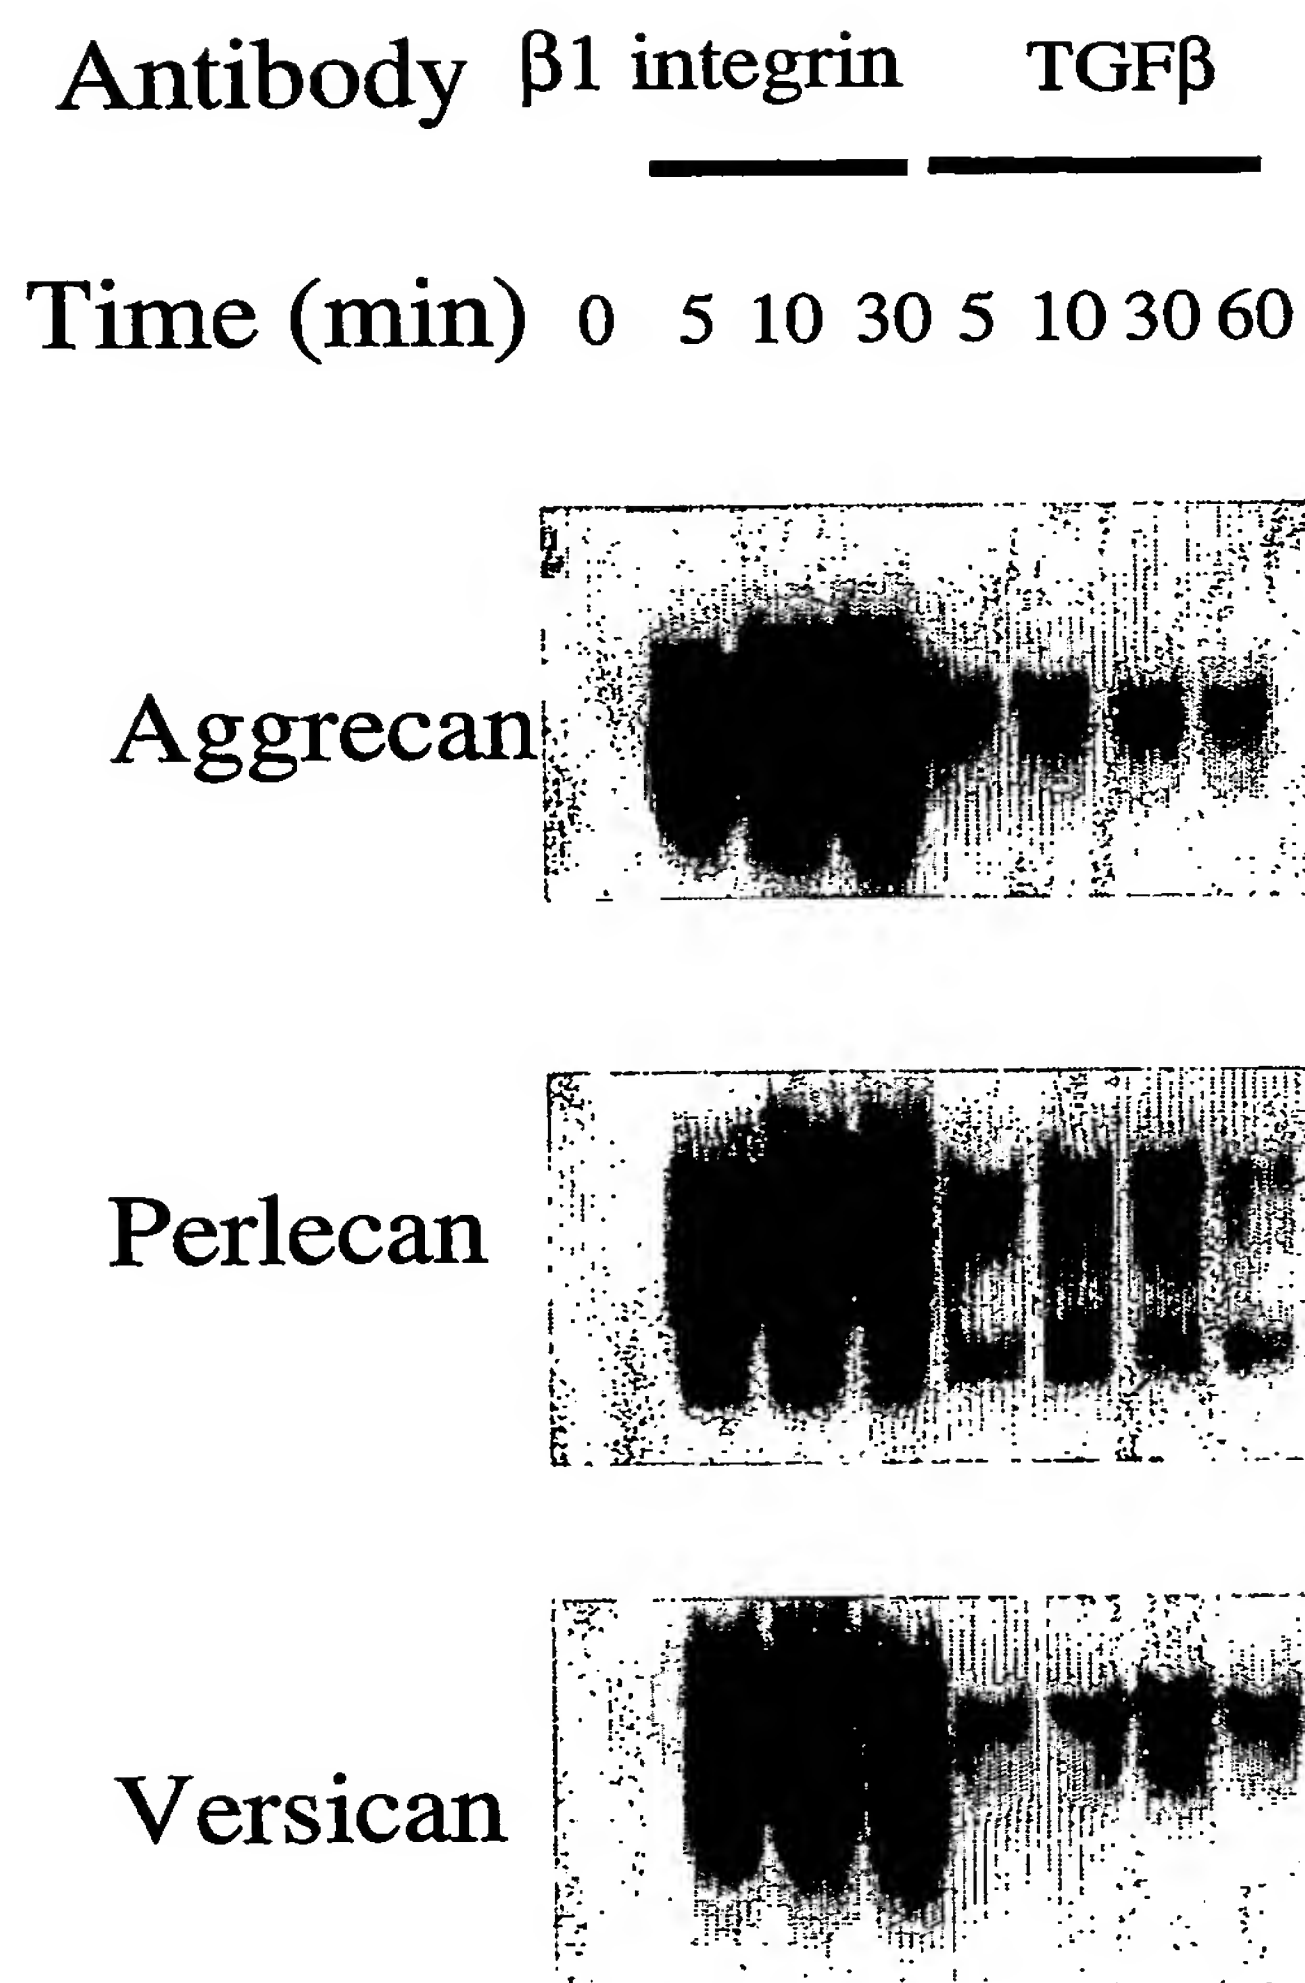 Antibody β1 integrin TGFβ
Time (min) 0 5 10 30 5 10 30 60
Aggrecan
Perlecan
Versican